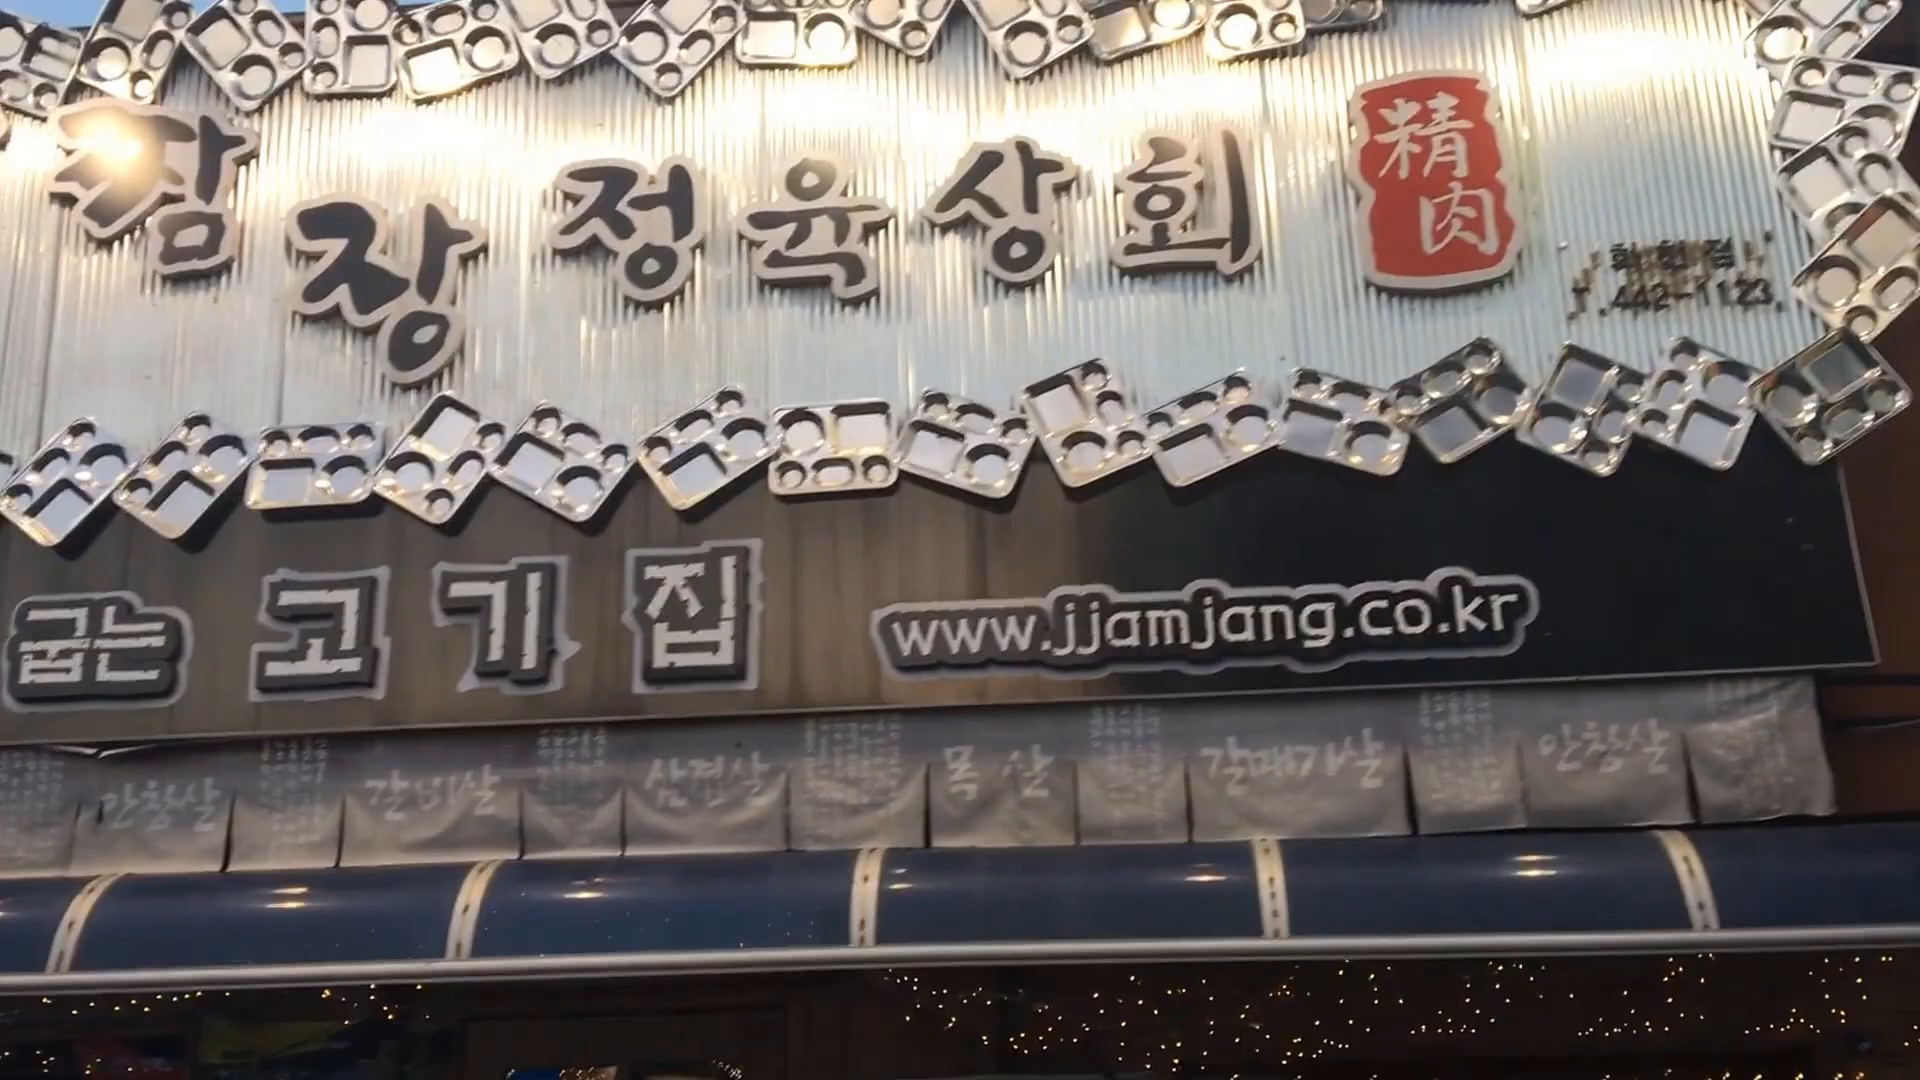 짬장 정육상회
精肉
442-1123
굽는 고기집 www.jjamjang.co.kr
안창살 갈비살 삼겹살 목살 갈매기살 안창살